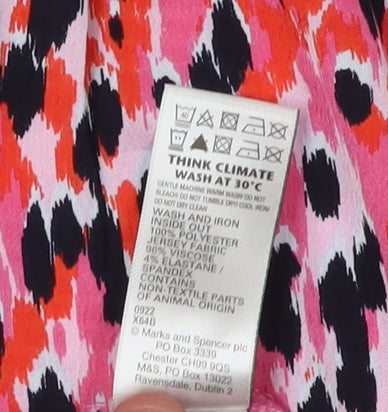 40
THINK CLIMATE
WASH AT 30°C
GENTLE MACHINE WARM WASH DO NOT
BLEACH DO NOT TUMBLE DRY/ COOL IRON/
DO NOT DRY CLEAN
WASH AND IRON
INSIDE OUT
100% POLYESTER
JERSEY FABRIC
96% VISCOSE
4% ELASTANE /
SPANDEX
CONTAINS
NON-TEXTILE PARTS
OF ANIMAL ORIGIN
0922
X64B
© Marks and Spencer plc
PO Box 3339
Chester CH99 9QS
M&S, PO Box 13022
Ravensdale, Dublin 2